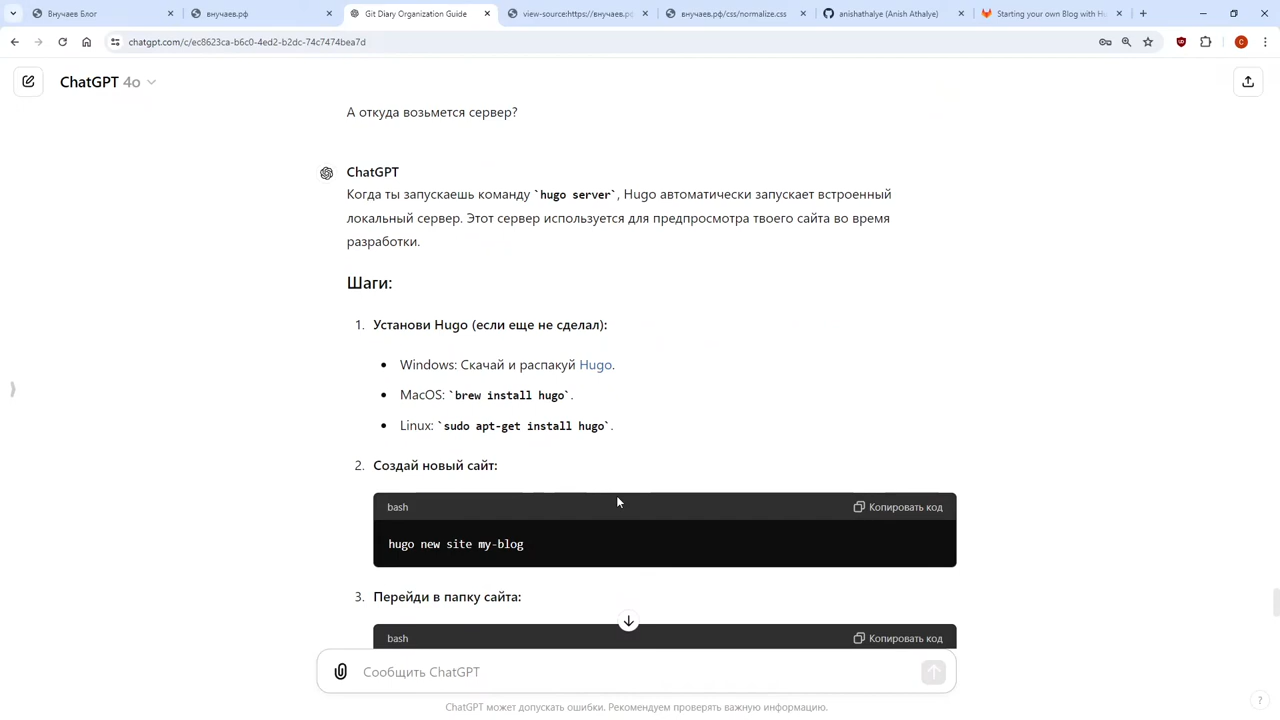 Внучаев Блог
внучаев.рф
Git Diary Organization Guide
view-source:https://внучаев.рф
внучаев.рф/css/normalize.css
anishathalye (Anish Athalye)
Starting your own Blog with Hu
chatgpt.com/c/ec8623ca-b6c0-4ed2-b2dc-74c7474bea7d
ChatGPT 4o
А откуда возьмется сервер?
ChatGPT
Когда ты запускаешь команду `hugo server`, Hugo автоматически запускает встроенный
локальный сервер. Этот сервер используется для предпросмотра твоего сайта во время
разработки.
Шаги:
1. Установи Hugo (если еще не сделал):
• Windows: Скачай и распакуй Hugo.
• MacOS: `brew install hugo`.
• Linux: `sudo apt-get install hugo`.
2. Создай новый сайт:
bash
Копировать код
hugo new site my-blog
3. Перейди в папку сайта:
bash
Копировать код
Сообщить ChatGPT
ChatGPT может допускать ошибки. Рекомендуем проверять важную информацию.